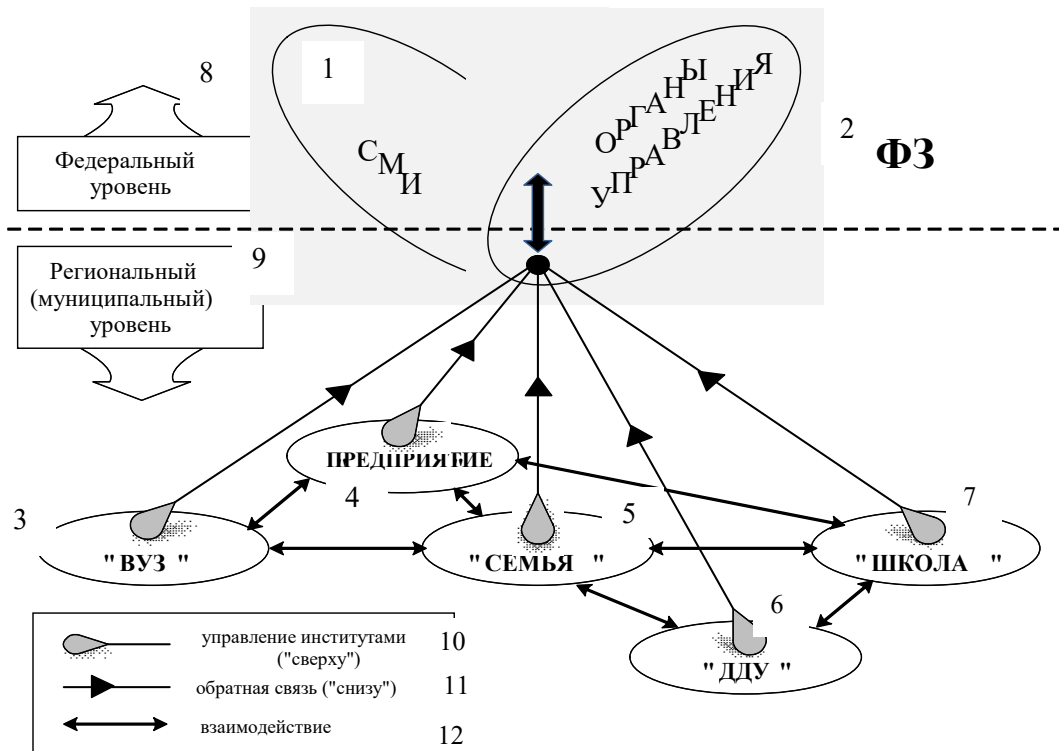 1
8
ОРГАНЫ
УПРАВЛЕНИЯ
2
ФЗ
СМИ
Федеральный
уровень
9
Региональный
(муниципальный)
уровень
ПРЕДПРИЯТИЕ
4
3
5
7
"ВУЗ "
"СЕМЬЯ "
"ШКОЛА "
6
"ДДУ "
управление институтами
("сверху")
10
обратная связь ("снизу")
11
взаимодействие
12